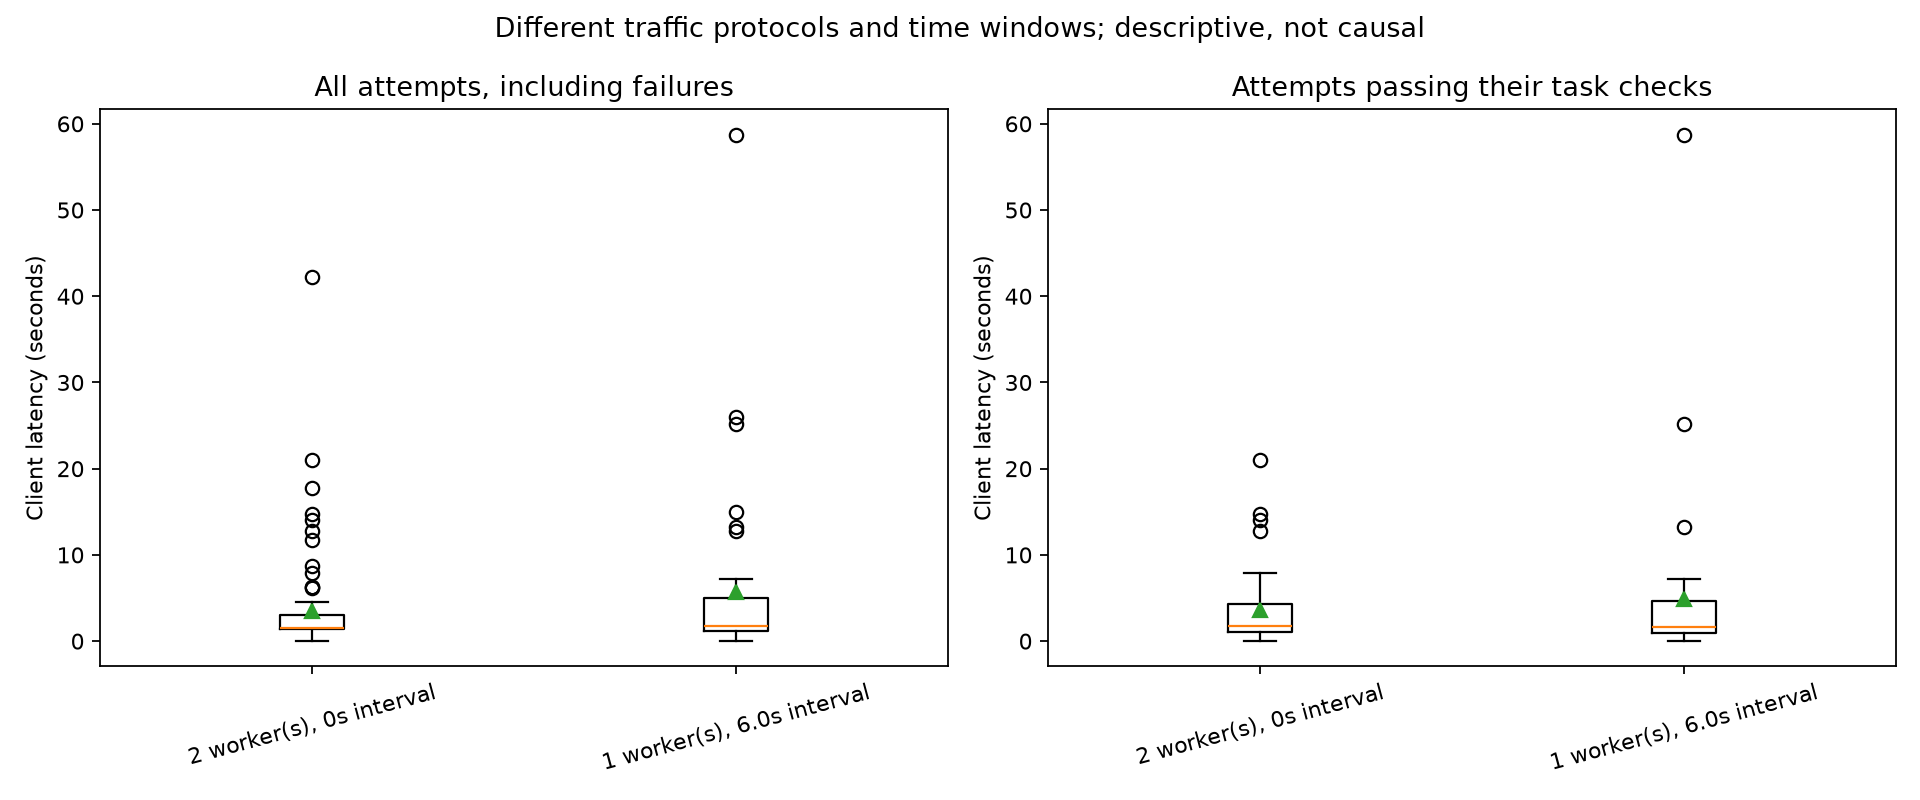 Different traffic protocols and time windows; descriptive, not causal
All attempts, including failures
Client latency (seconds)
60
50
40
30
20
10
0
2 worker(s), 0s interval
1 worker(s), 6.0s interval
Attempts passing their task checks
Client latency (seconds)
60
50
40
30
20
10
0
2 worker(s), 0s interval
1 worker(s), 6.0s interval